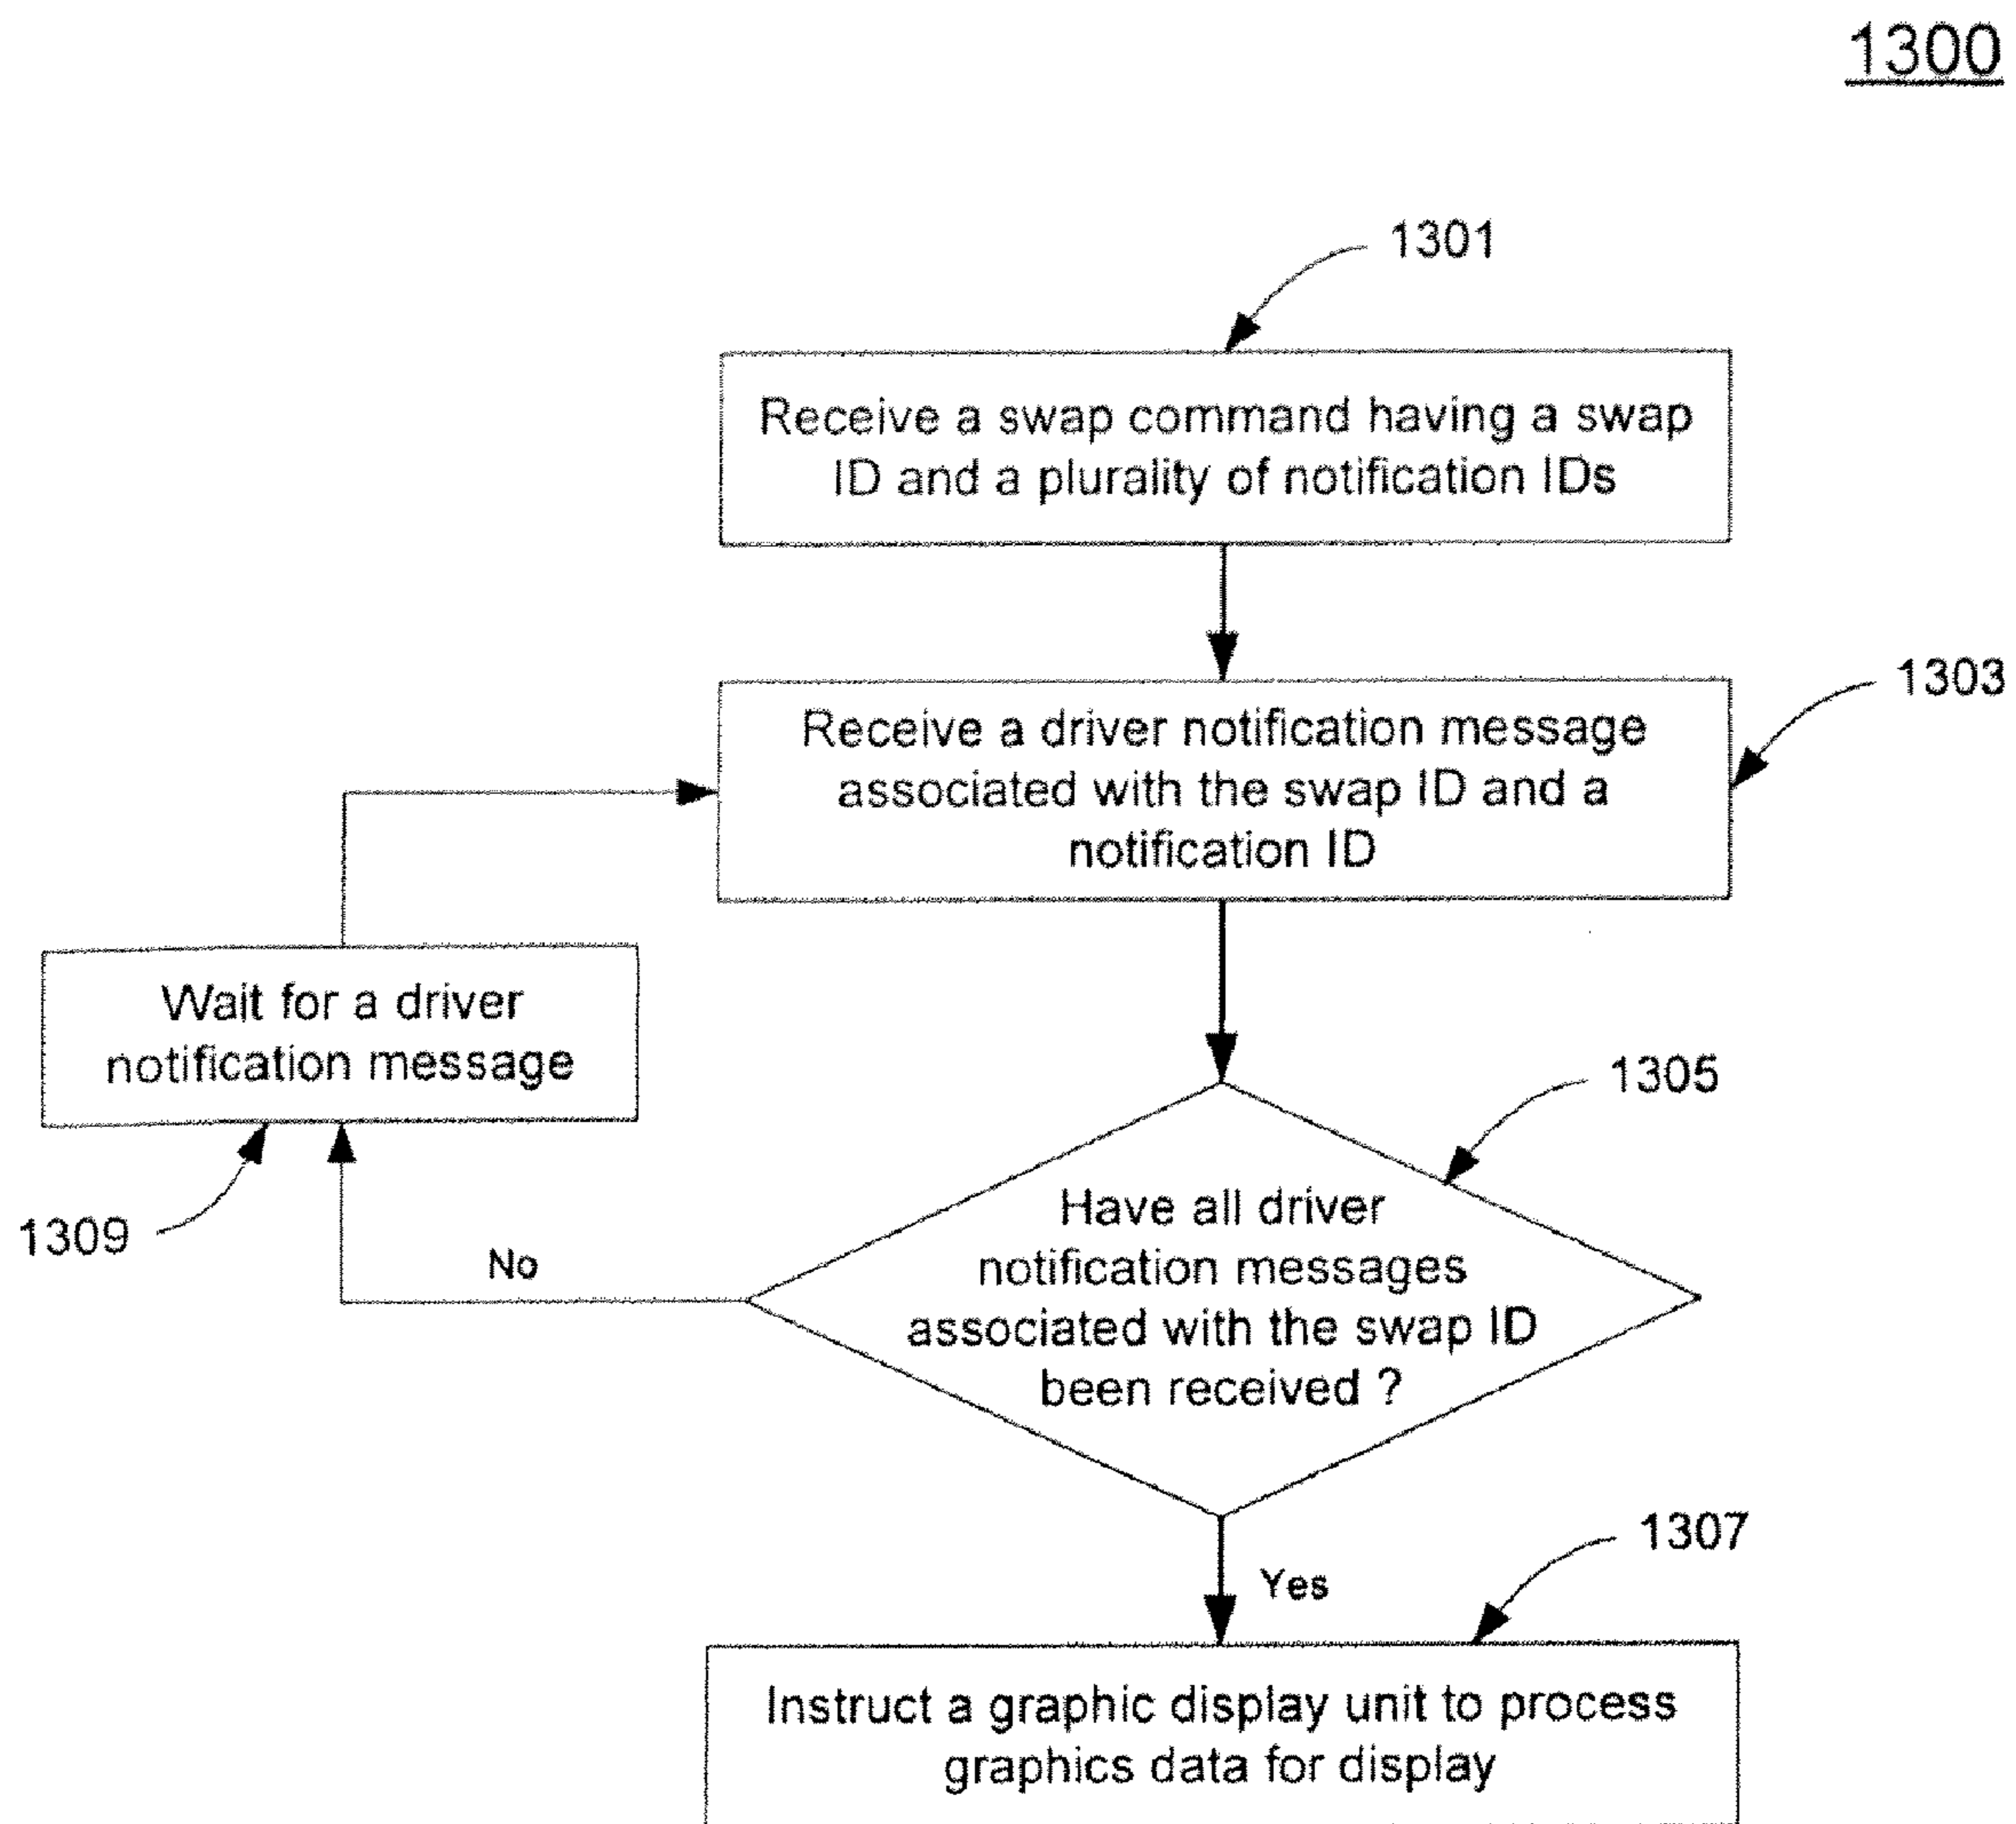 1300
1301
Receive a swap command having a swap
ID and a plurality of notification IDs
1303
Receive a driver notification message
associated with the swap ID and a
notification ID
Wait for a driver
notification message
1309
1305
Have all driver
notification messages
associated with the swap ID
been received ?
No
Yes
1307
Instruct a graphic display unit to process
graphics data for display